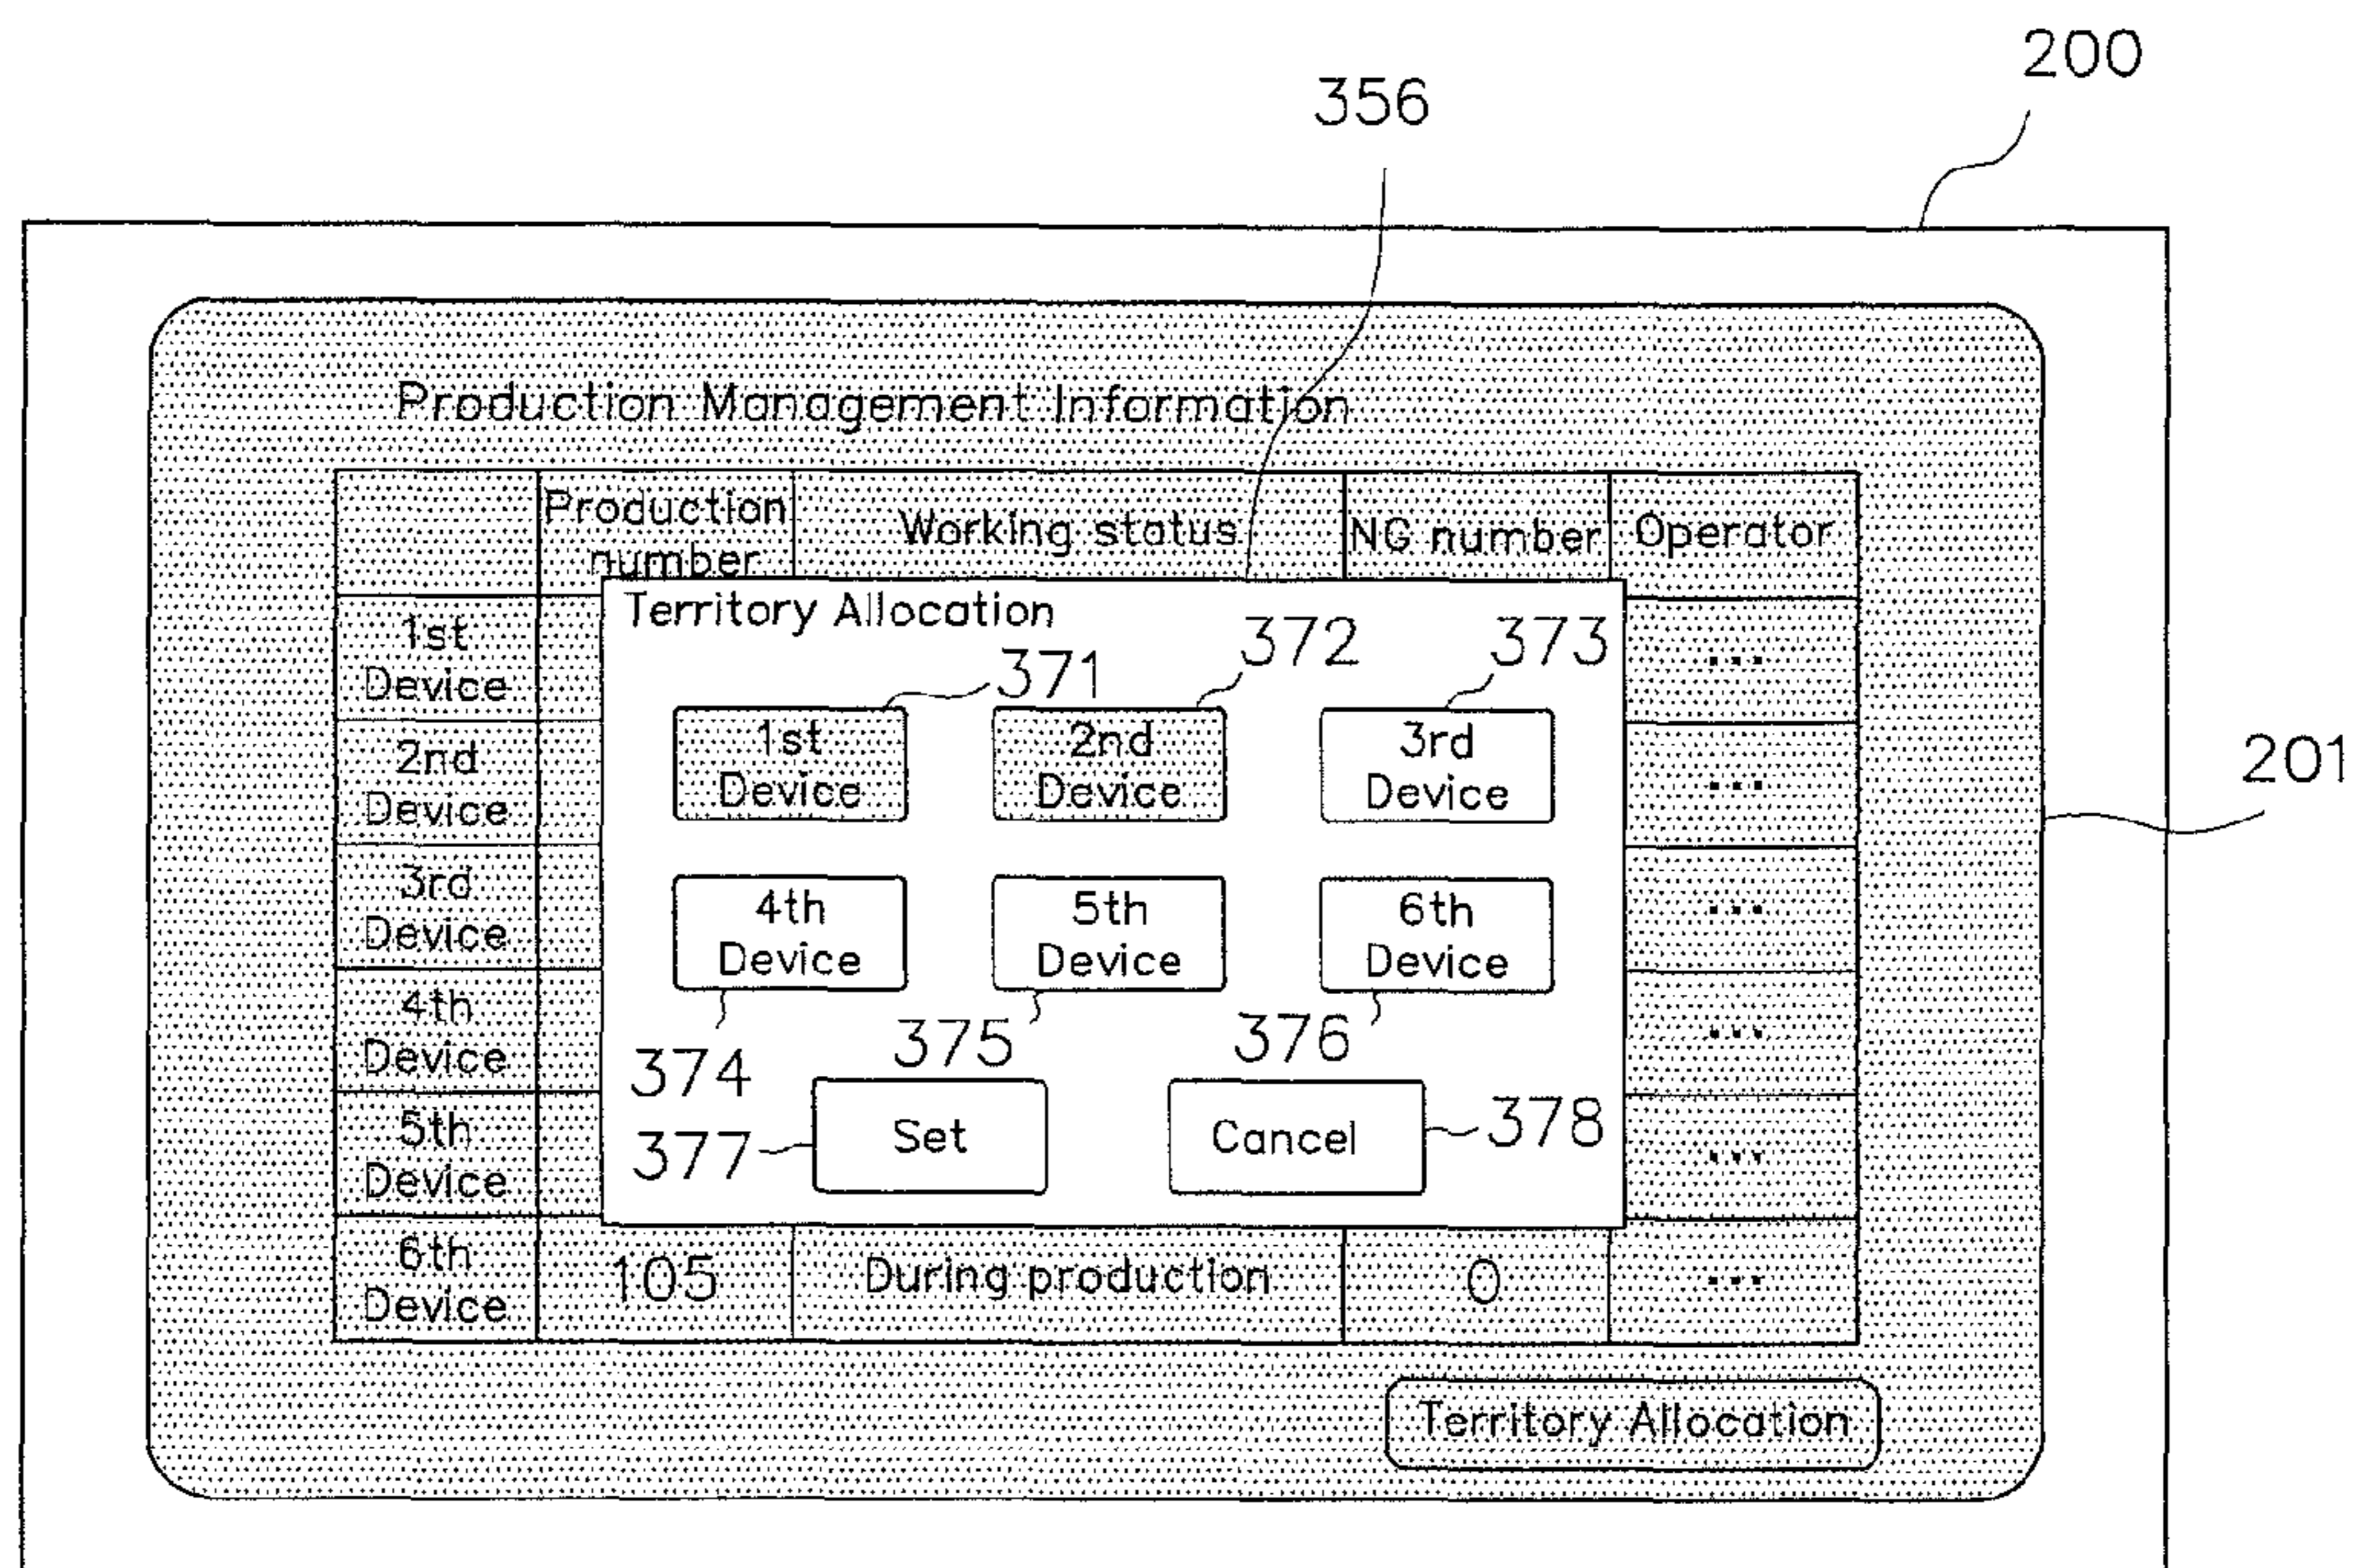 200
356
Production Management Information
Production
number
Working status
NG number
Operator
Territory Allocation
371
372
373
1st
Device
2nd
Device
3rd
Device
4th
Device
5th
Device
6th
Device
374
375
376
377
Set
Cancel
378
201
1st
Device
...
2nd
Device
...
3rd
Device
...
4th
Device
...
5th
Device
...
6th
Device
105
During production
0
...
Territory Allocation